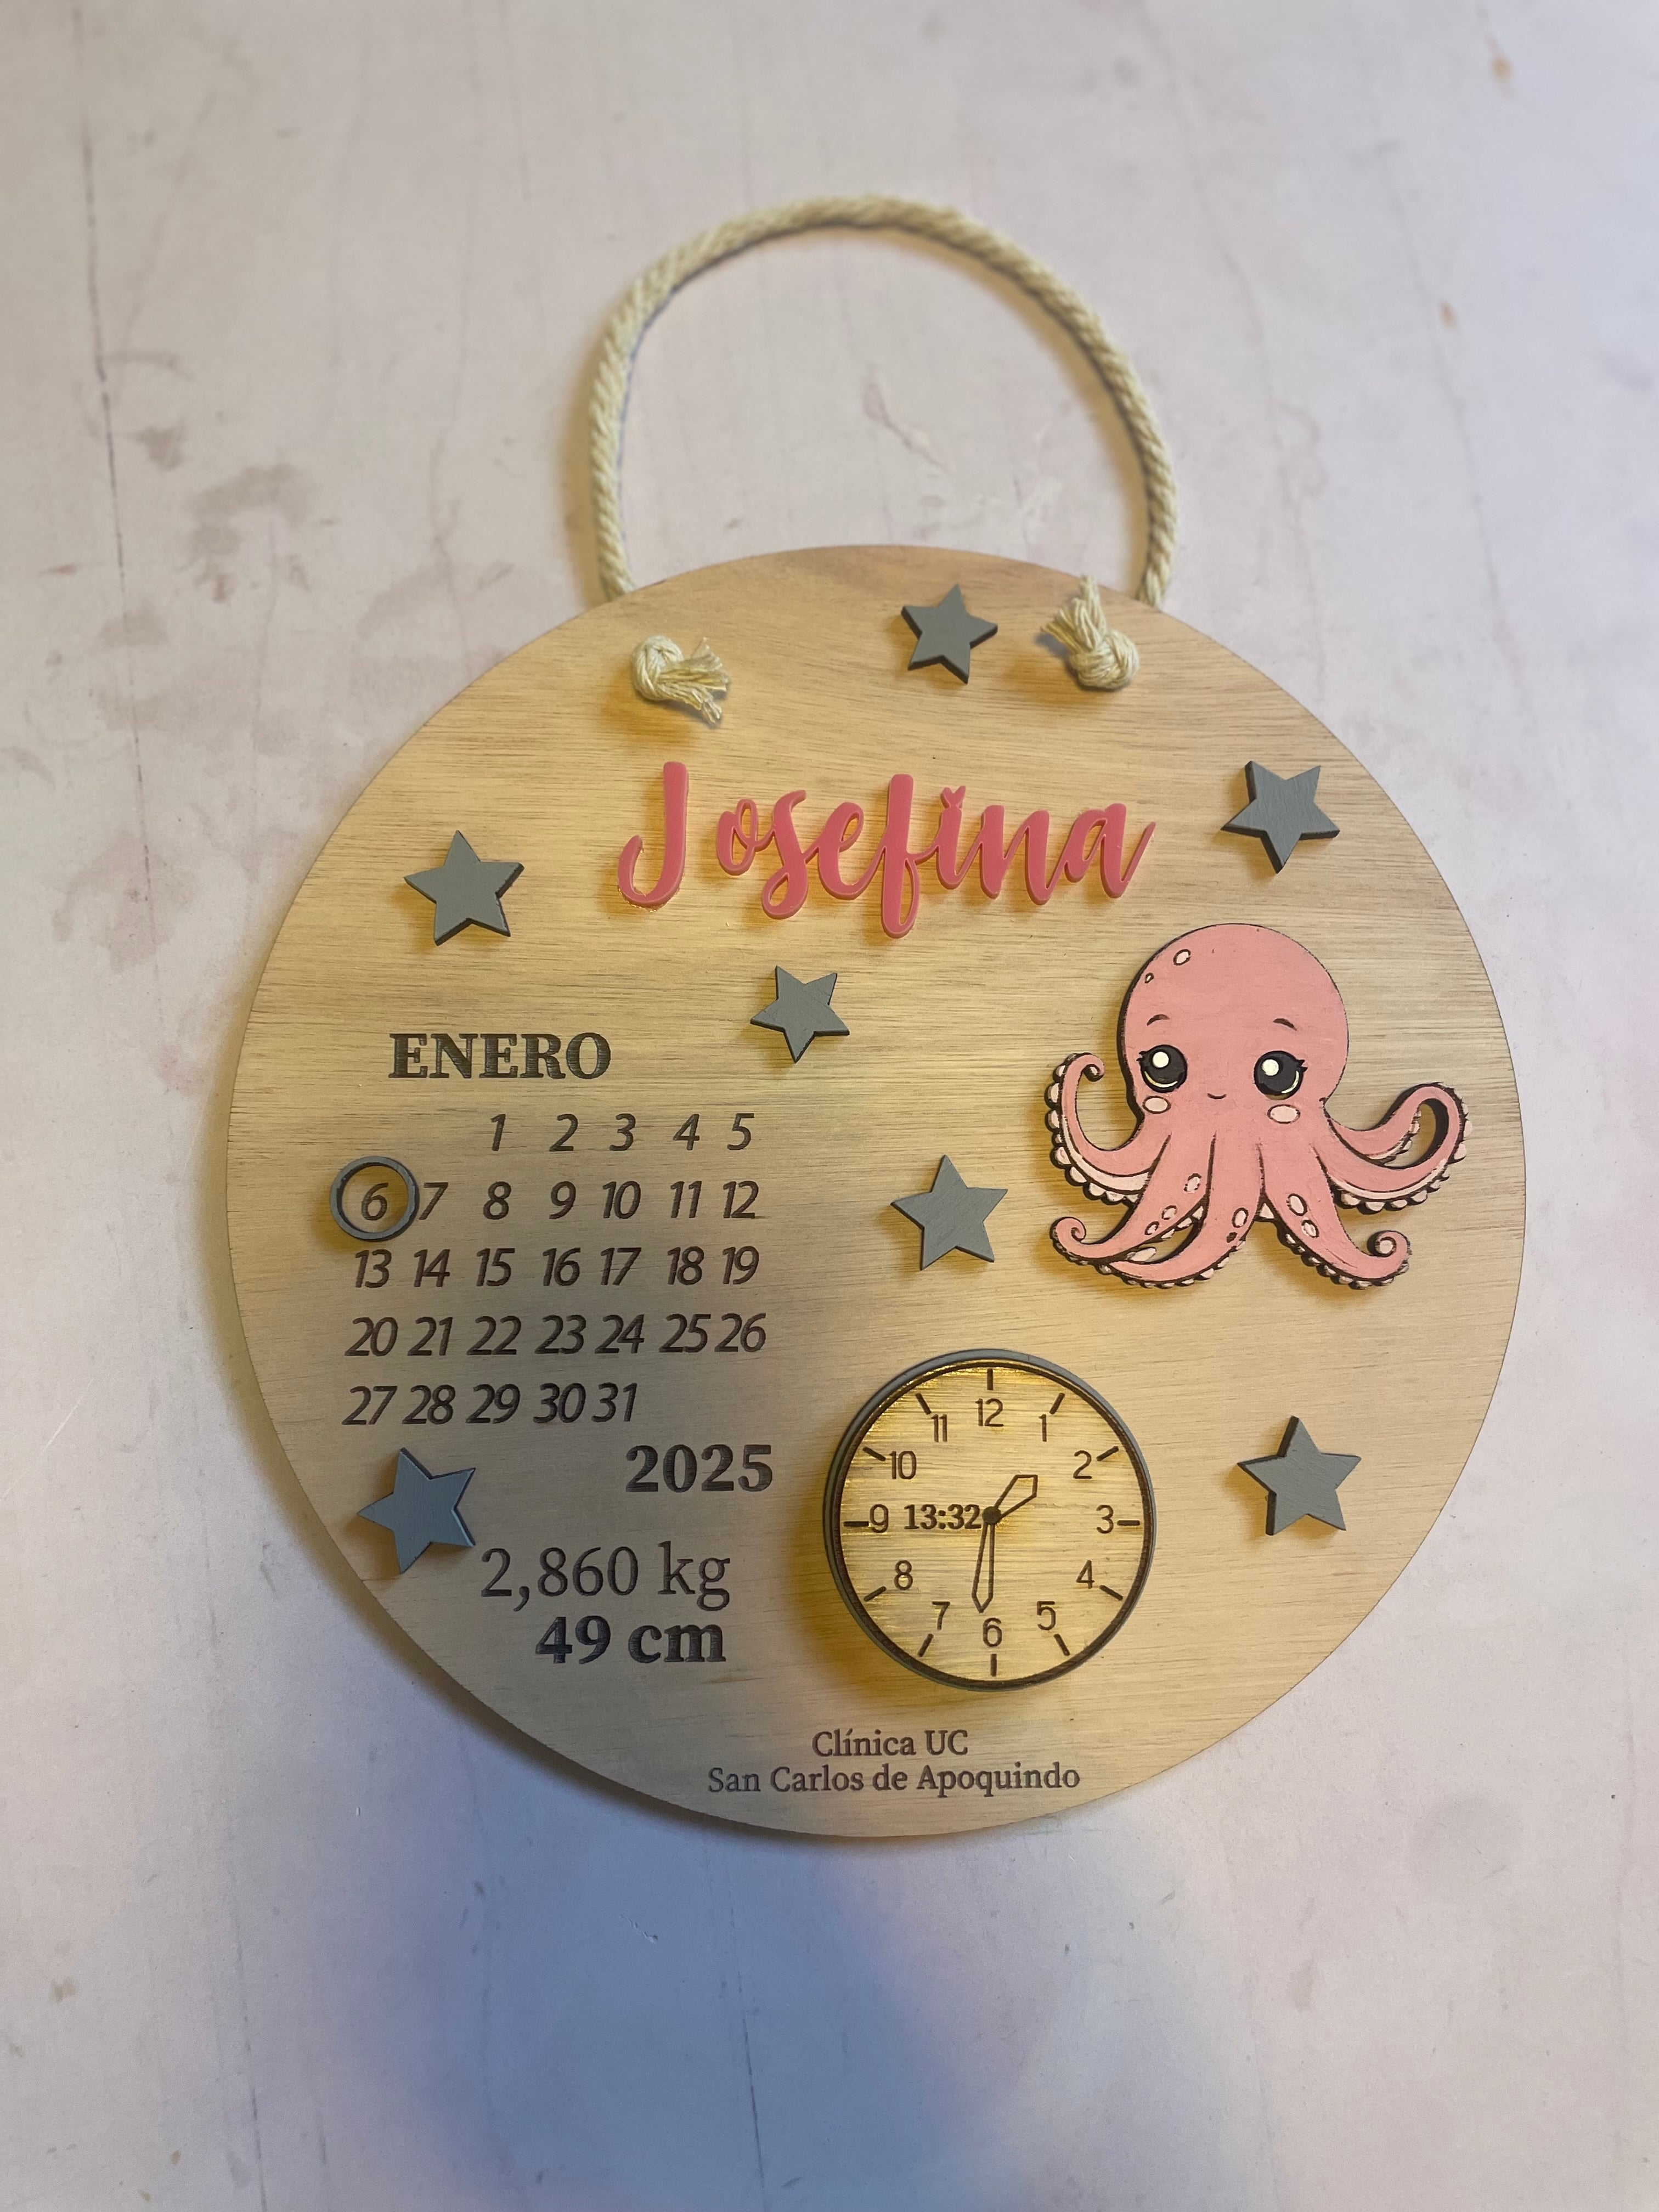 Josefina
ENERO
1 2 3 4 5
6 7 8 9 10 11 12
13 14 15 16 17 18 19
20 21 22 23 24 25 26
27 28 29 30 31
2025
2,860 kg
49 cm
12
11 1
10 2
9 13:32 3
8 4
7 5
6
Clínica UC
San Carlos de Apoquindo